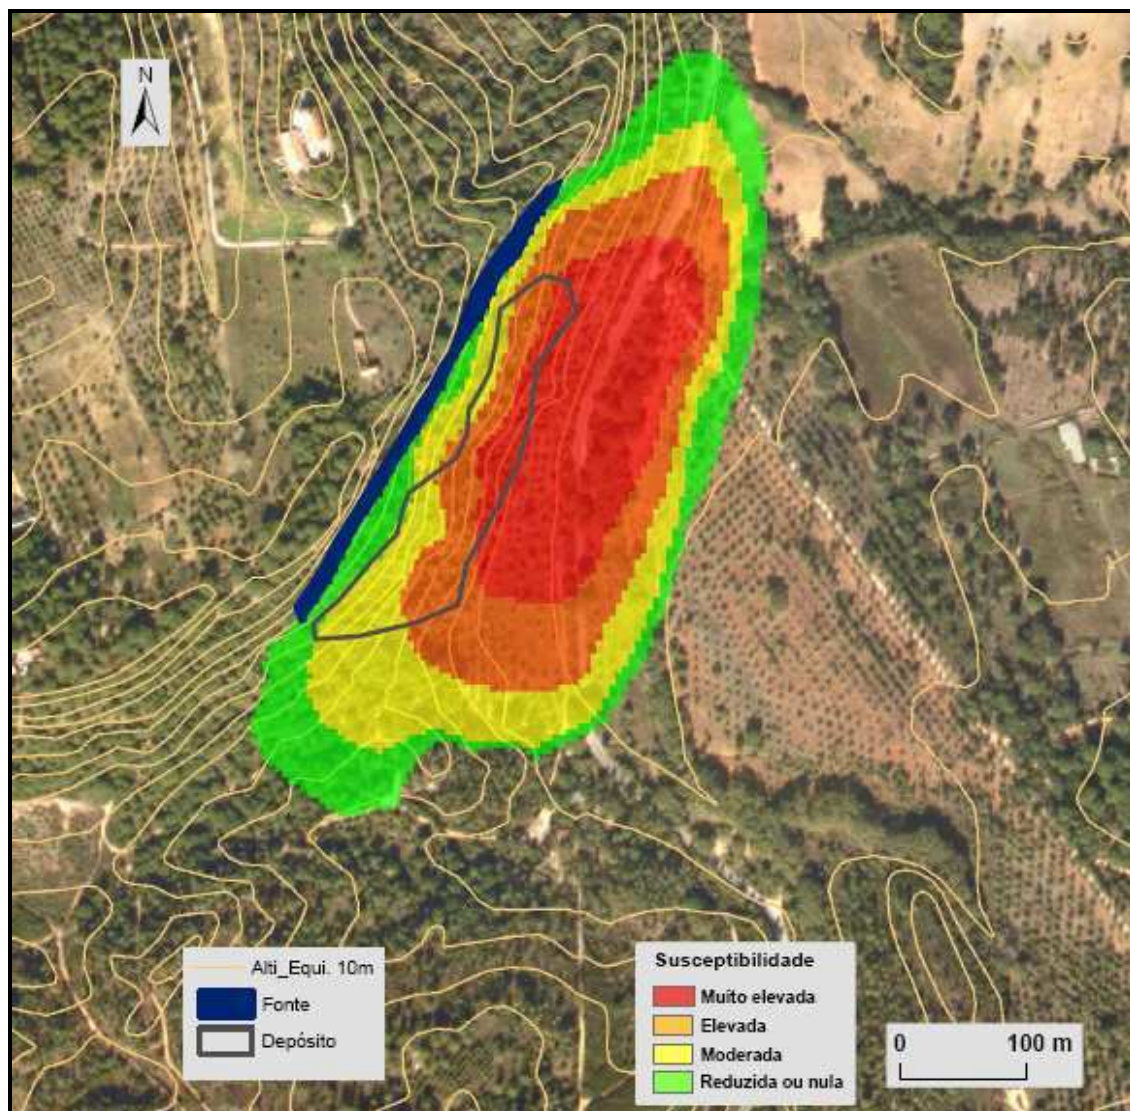 N
Alti_Equi. 10m
Fonte
Depósito
Susceptibilidade
Muito elevada
Elevada
Moderada
Reduzida ou nula
0 100 m